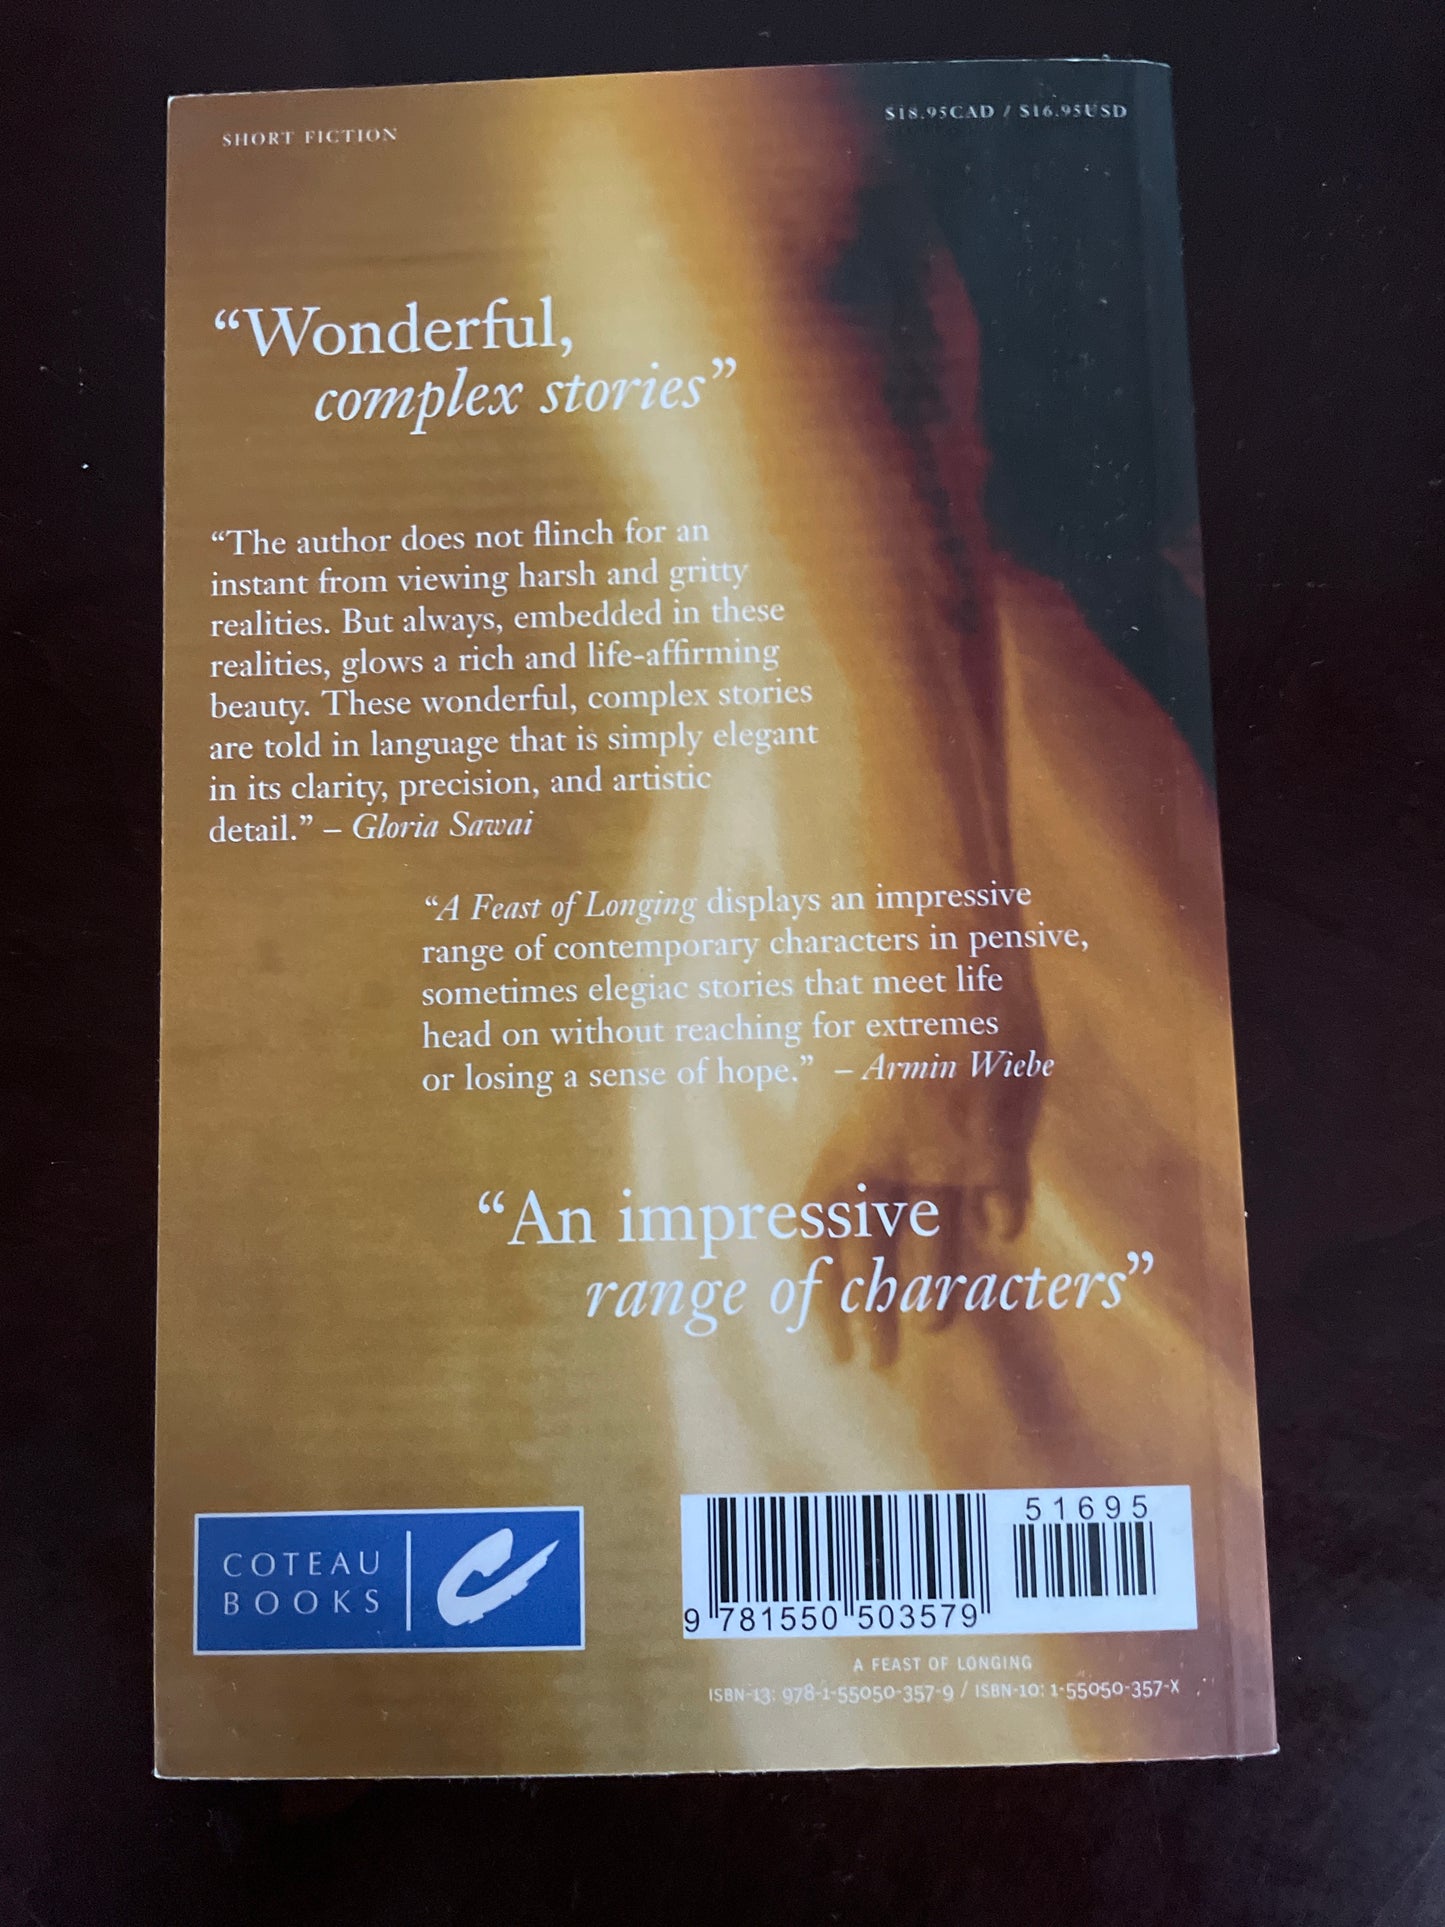 SHORT FICTION
$18.95CAD / $16.95USD
“Wonderful,
complex stories”
“The author does not flinch for an
instant from viewing harsh and gritty
realities. But always, embedded in these
realities, glows a rich and life-affirming
beauty. These wonderful, complex stories
are told in language that is simply elegant
in its clarity, precision, and artistic
detail.” – Gloria Sawai
“A Feast of Longing displays an impressive
range of contemporary characters in pensive,
sometimes elegiac stories that meet life
head on without reaching for extremes
or losing a sense of hope.” – Armin Wiebe
“An impressive
range of characters”
COTEAU
BOOKS
51695
9 781550 503579
A FEAST OF LONGING
ISBN-13: 978-1-55050-357-9 / ISBN-10: 1-55050-357-X